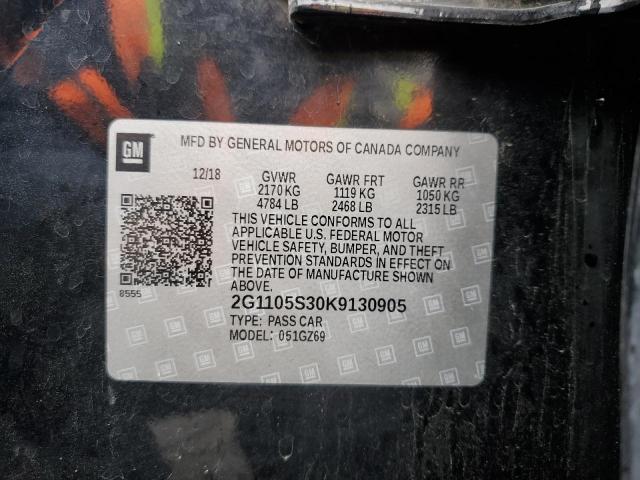 GM
MFD BY GENERAL MOTORS OF CANADA COMPANY
12/18 GVWR GAWR FRT GAWR RR
2170 KG 1119 KG 1050 KG
4784 LB 2468 LB 2315 LB
THIS VEHICLE CONFORMS TO ALL
APPLICABLE U.S. FEDERAL MOTOR
VEHICLE SAFETY, BUMPER, AND THEFT
PREVENTION STANDARDS IN EFFECT ON
THE DATE OF MANUFACTURE SHOWN
ABOVE.
8555
2G1105S30K9130905
TYPE: PASS CAR
MODEL: 051GZ69